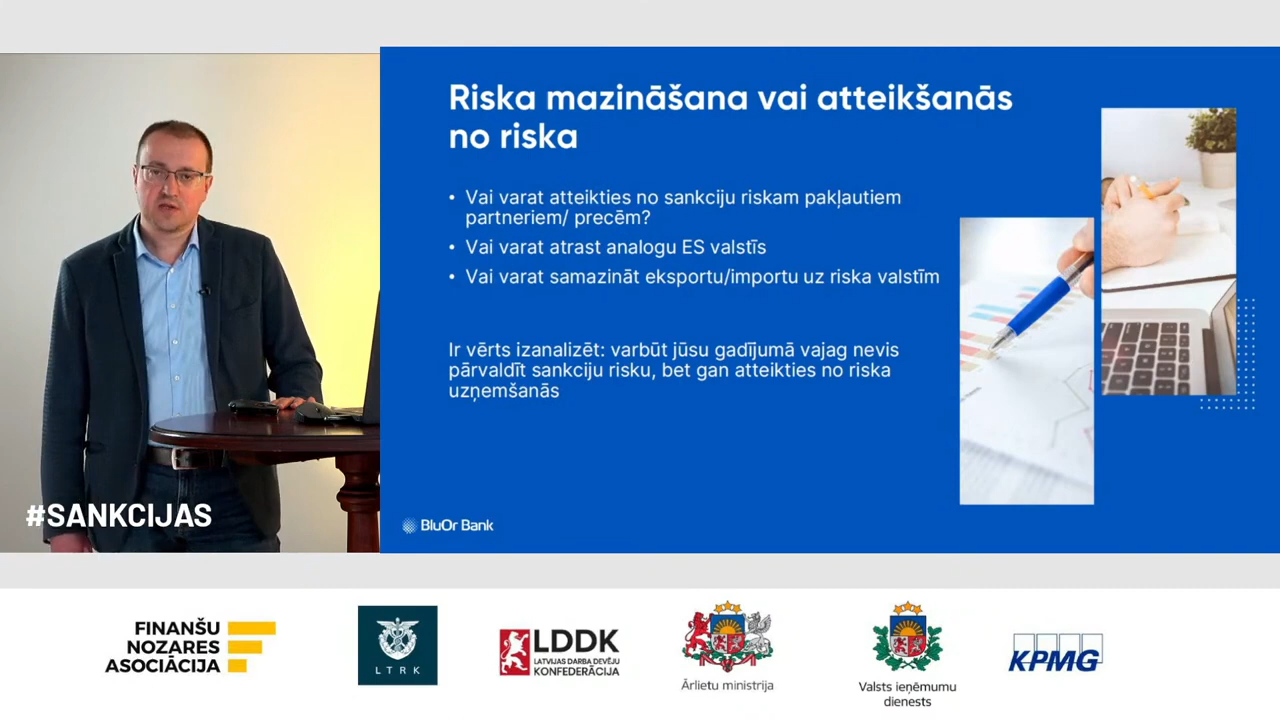 Riska mazināšana vai atteikšanās
no riska
• Vai varat atteikties no sankciju riskam pakļautiem
partneriem/ precēm?
• Vai varat atrast analogu ES valstīs
• Vai varat samazināt eksportu/importu uz riska valstīm
Ir vērts izanalizēt: varbūt jūsu gadījumā vajag nevis
pārvaldīt sankciju risku, bet gan atteikties no riska
uzņemšanās
#SANKCIJAS
BluOr Bank
FINANŠU
NOZARES
ASOCIĀCIJA
LTRK
LDDK
LATVIJAS DARBA DEVĒJU
KONFEDERĀCIJA
Ārlietu ministrija
Valsts ieņēmumu
dienests
KPMG